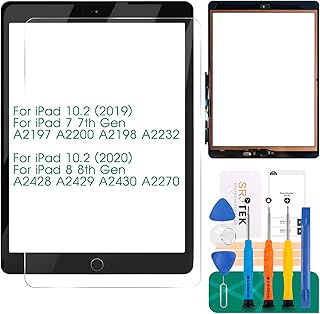 For iPad 10.2 (2019)
For iPad 7 7th Gen
A2197 A2200 A2198 A2232
For iPad 10.2 (2020)
For iPad 8 8th Gen
A2428 A2429 A2430 A2270
SRJTEK